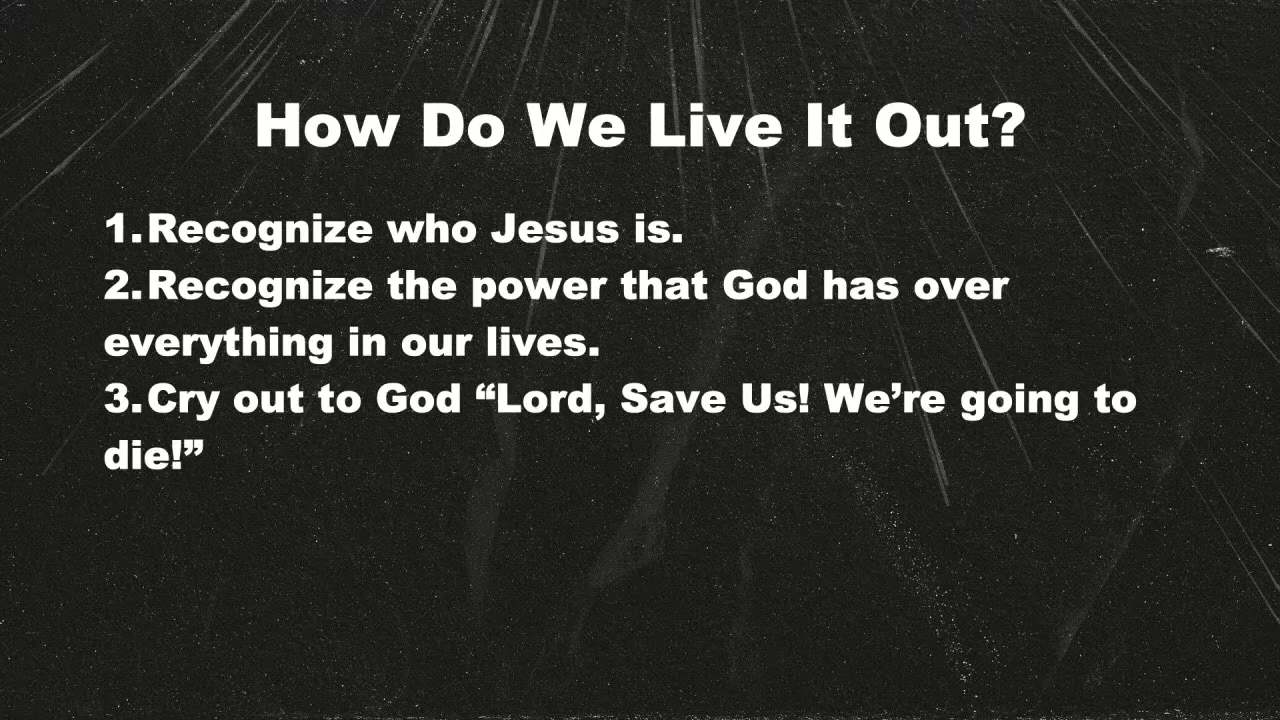 How Do We Live It Out?
1.Recognize who Jesus is.
2.Recognize the power that God has over
everything in our lives.
3.Cry out to God “Lord, Save Us! We’re going to
die!”